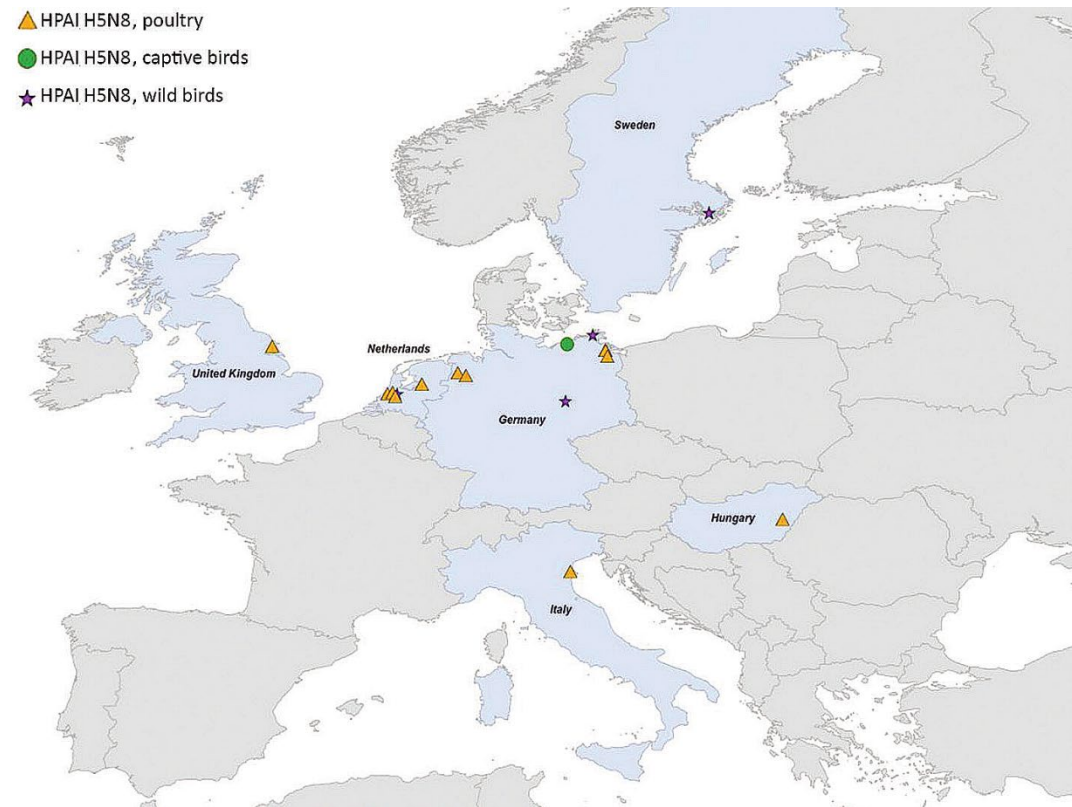 HPAI H5N8, poultry
HPAI H5N8, captive birds
HPAI H5N8, wild birds
Sweden
Netherlands
United Kingdom
Germany
Hungary
Italy